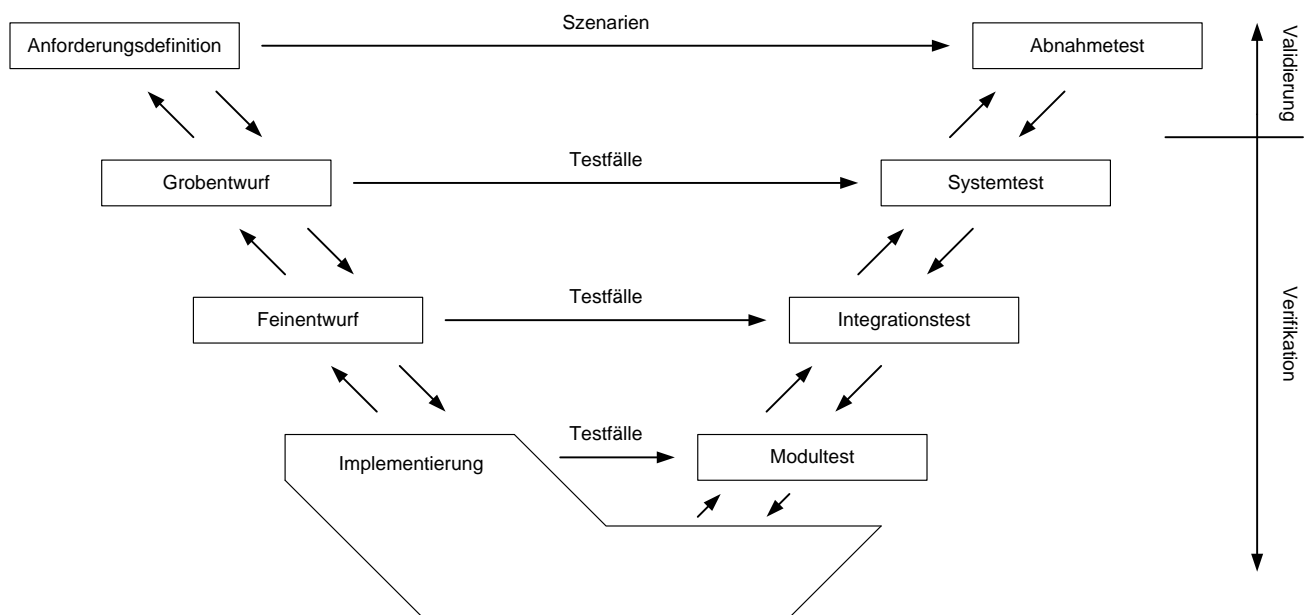 Szenarien
Anforderungsdefinition
Abnahmetest
Validierung
Testfälle
Grobentwurf
Systemtest
Testfälle
Feinentwurf
Integrationstest
Verifikation
Testfälle
Implementierung
Modultest